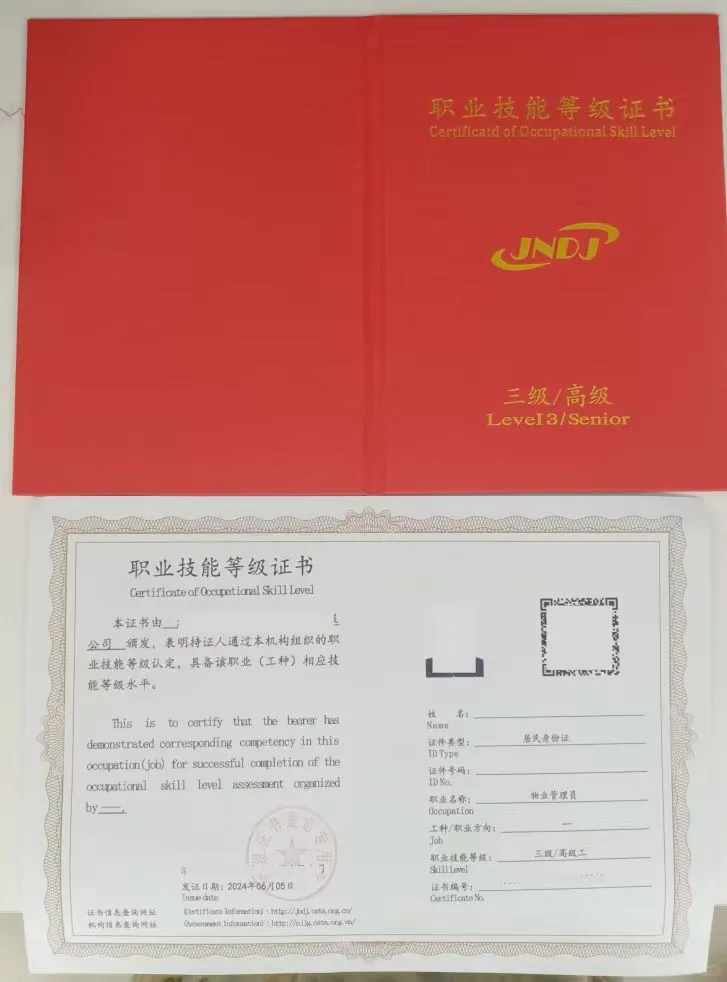 职业技能等级证书
Certificatd of Occupational Skill Level
JNDJ
三级/高级
Level3/Senior
职业技能等级证书
Certificate of Occupational Skill Level
本证书由
公司 颁发，表明持证人通过本机构组织的职
业技能等级认定，具备该职业（工种）相应技
能等级水平。
This is to certify that the bearer has
demonstrated corresponding competency in this
occupation(job) for successful completion of the
occupational skill level assessment organized
by
发证日期：2024年06月05日
Issue date
证书信息查询网址 (Certificate Information) : http://jndj.osta.org.cn/
机构信息查询网址 (Assessment Information) : http://pjjg.osta.org.cn/
姓 名：
Name
证件类型： 居民身份证
ID Type
证件号码：
ID No.
职业名称： 物业管理员
Occupation
工种/职业方向： —
Job
职业技能等级： 三级/高级工
Skill Level
证书编号：
Certificate No.